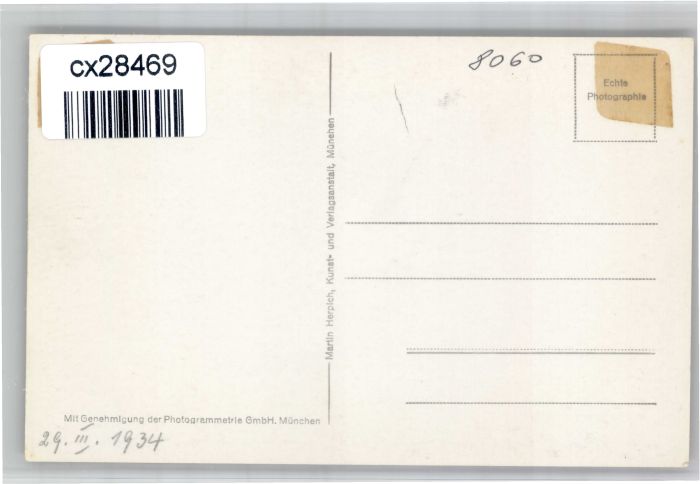 cx28469
8060
Echte
Photographie
Martin Herpich, Kunst- und Verlagsanstalt, München
Mit Genehmigung der Photogrammetrie GmbH. München
29. III. 1934